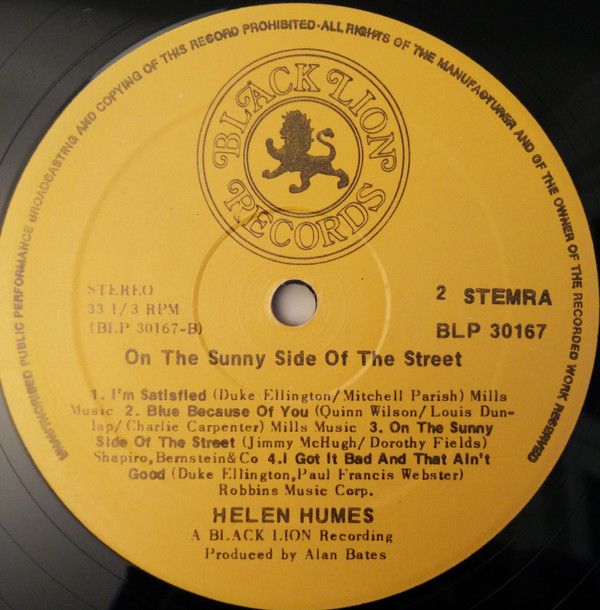 UNAUTHORISED PUBLIC PERFORMANCE BROADCASTING AND COPYING OF THIS RECORD PROHIBITED·ALL RIGHTS OF THE MANUFACTURER AND OF THE OWNER OF THE RECORDED WORK RESERVED
BLACK LION
RECORDS
STEREO
33 1/3 RPM
(BLP 30167-B)
2 STEMRA
BLP 30167
On The Sunny Side Of The Street
1. I'm Satisfied (Duke Ellington/Mitchell Parish) Mills
Music 2. Blue Because Of You (Quinn Wilson/Louis Dun-
lap/Charlie Carpenter) Mills Music 3. On The Sunny
Side Of The Street (Jimmy McHugh/Dorothy Fields)
Shapiro,Bernstein&Co 4.I Got It Bad And That Ain't
Good (Duke Ellington,Paul Francis Webster)
Robbins Music Corp.
HELEN HUMES
A BLACK LION Recording
Produced by Alan Bates